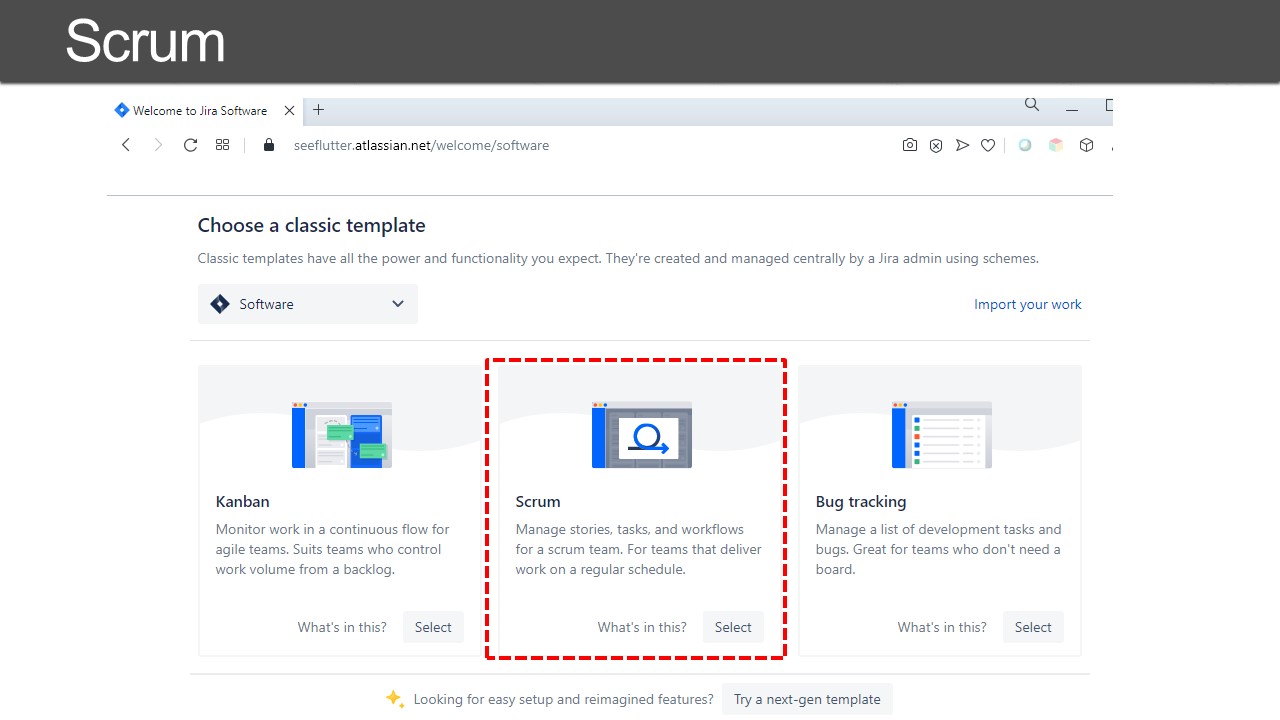 Scrum
Welcome to Jira Software
seeflutter.atlassian.net/welcome/software
Choose a classic template
Classic templates have all the power and functionality you expect. They're created and managed centrally by a Jira admin using schemes.
Software
Import your work
Kanban
Monitor work in a continuous flow for
agile teams. Suits teams who control
work volume from a backlog.
What's in this? Select
Scrum
Manage stories, tasks, and workflows
for a scrum team. For teams that deliver
work on a regular schedule.
What's in this? Select
Bug tracking
Manage a list of development tasks and
bugs. Great for teams who don't need a
board.
What's in this? Select
Looking for easy setup and reimagined features? Try a next-gen template